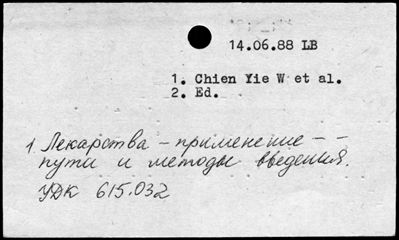 14.06.88 LB
1. Chien Yie W et al.
2. Ed.
1 Лекарства – применение – –
пути и методы введения.
УДК 615.032